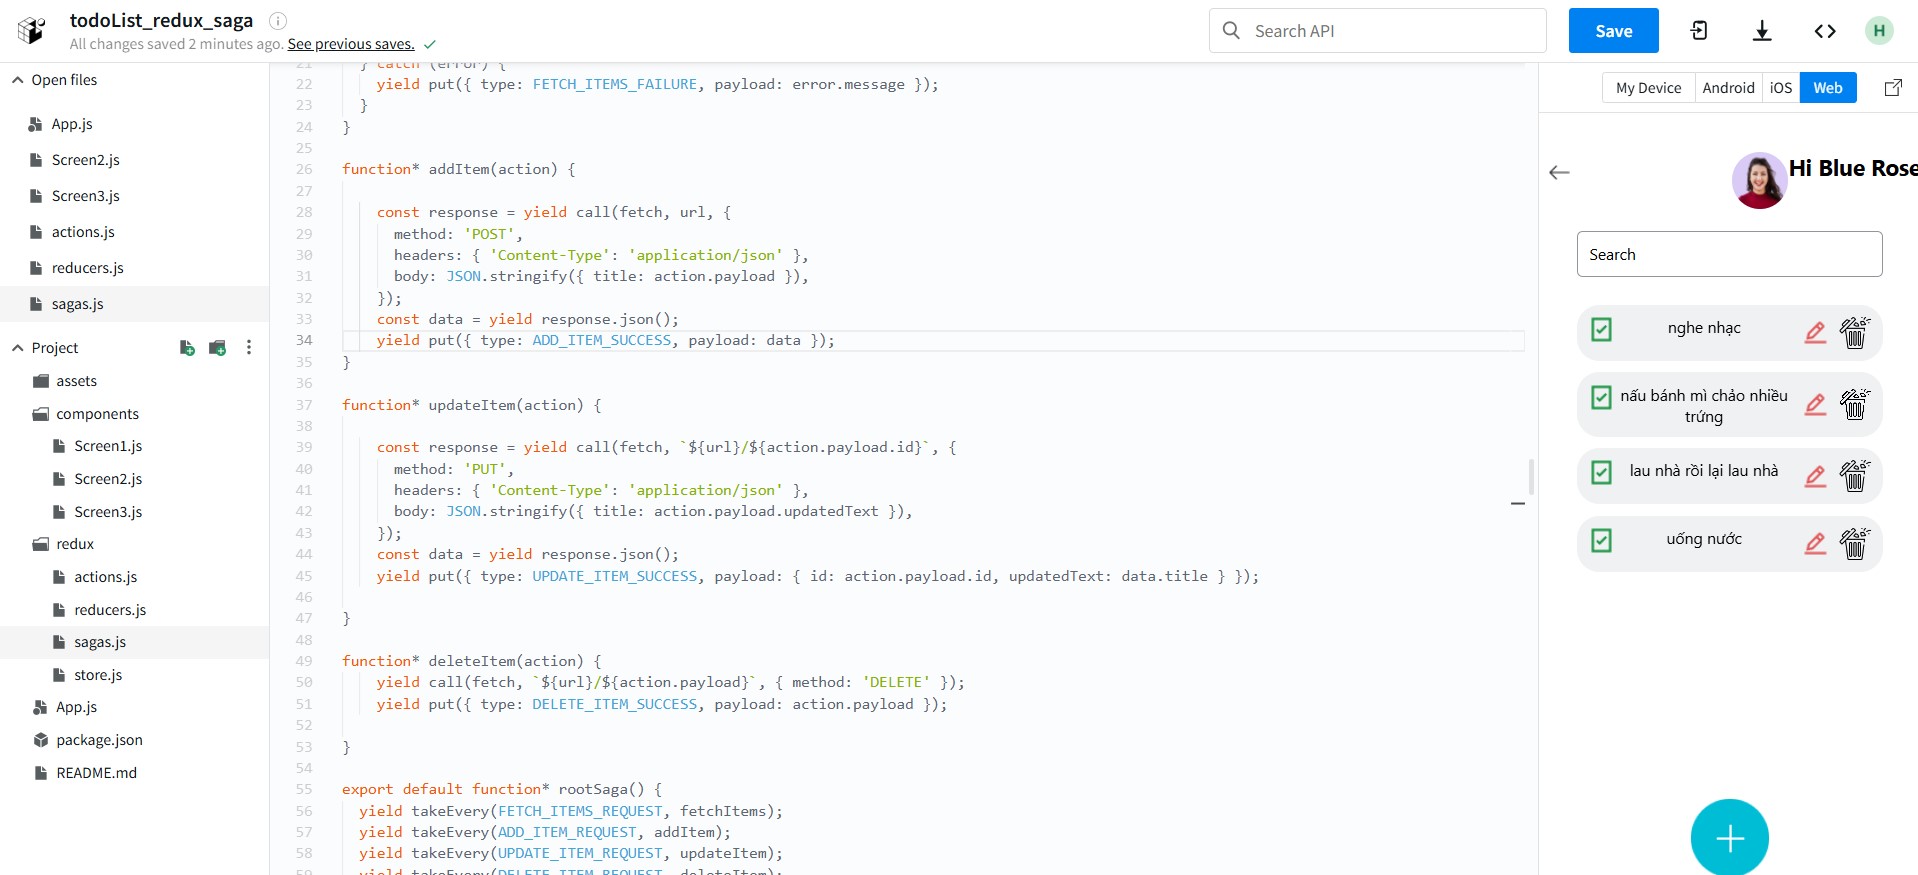 todoList_redux_saga
All changes saved 2 minutes ago. See previous saves.
Search API
Save
H
Open files
App.js
Screen2.js
Screen3.js
actions.js
reducers.js
sagas.js
Project
assets
components
Screen1.js
Screen2.js
Screen3.js
redux
actions.js
reducers.js
sagas.js
store.js
App.js
package.json
README.md
21 } catch (error) {
22 yield put({ type: FETCH_ITEMS_FAILURE, payload: error.message });
23 }
24 }
25
26 function* addItem(action) {
27
28 const response = yield call(fetch, url, {
29 method: 'POST',
30 headers: { 'Content-Type': 'application/json' },
31 body: JSON.stringify({ title: action.payload }),
32 });
33 const data = yield response.json();
34 yield put({ type: ADD_ITEM_SUCCESS, payload: data });
35 }
36
37 function* updateItem(action) {
38
39 const response = yield call(fetch, `${url}/${action.payload.id}`, {
40 method: 'PUT',
41 headers: { 'Content-Type': 'application/json' },
42 body: JSON.stringify({ title: action.payload.updatedText }),
43 });
44 const data = yield response.json();
45 yield put({ type: UPDATE_ITEM_SUCCESS, payload: { id: action.payload.id, updatedText: data.title } });
46
47 }
48
49 function* deleteItem(action) {
50 yield call(fetch, `${url}/${action.payload}`, { method: 'DELETE' });
51 yield put({ type: DELETE_ITEM_SUCCESS, payload: action.payload });
52
53 }
54
55 export default function* rootSaga() {
56 yield takeEvery(FETCH_ITEMS_REQUEST, fetchItems);
57 yield takeEvery(ADD_ITEM_REQUEST, addItem);
58 yield takeEvery(UPDATE_ITEM_REQUEST, updateItem);
59 yield takeEvery(DELETE_ITEM_REQUEST, deleteItem);
My Device
Android
iOS
Web
Hi Blue Rose
Search
nghe nhạc
nấu bánh mì chảo nhiều
trứng
lau nhà rồi lại lau nhà
uống nước